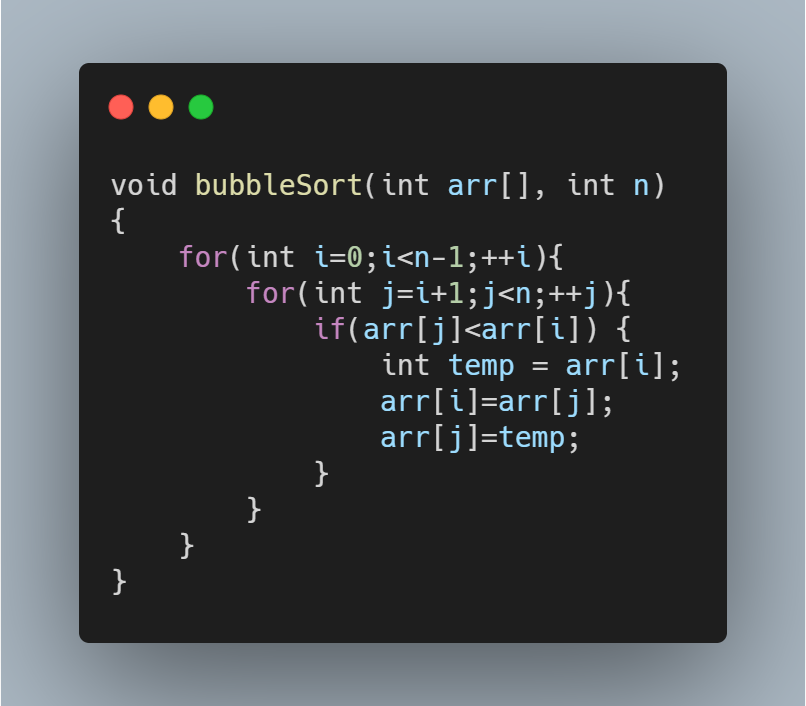 void bubbleSort(int arr[], int n)
{
    for(int i=0;i<n-1;++i){
        for(int j=i+1;j<n;++j){
            if(arr[j]<arr[i]) {
                int temp = arr[i];
                arr[i]=arr[j];
                arr[j]=temp;
            }
        }
    }
}